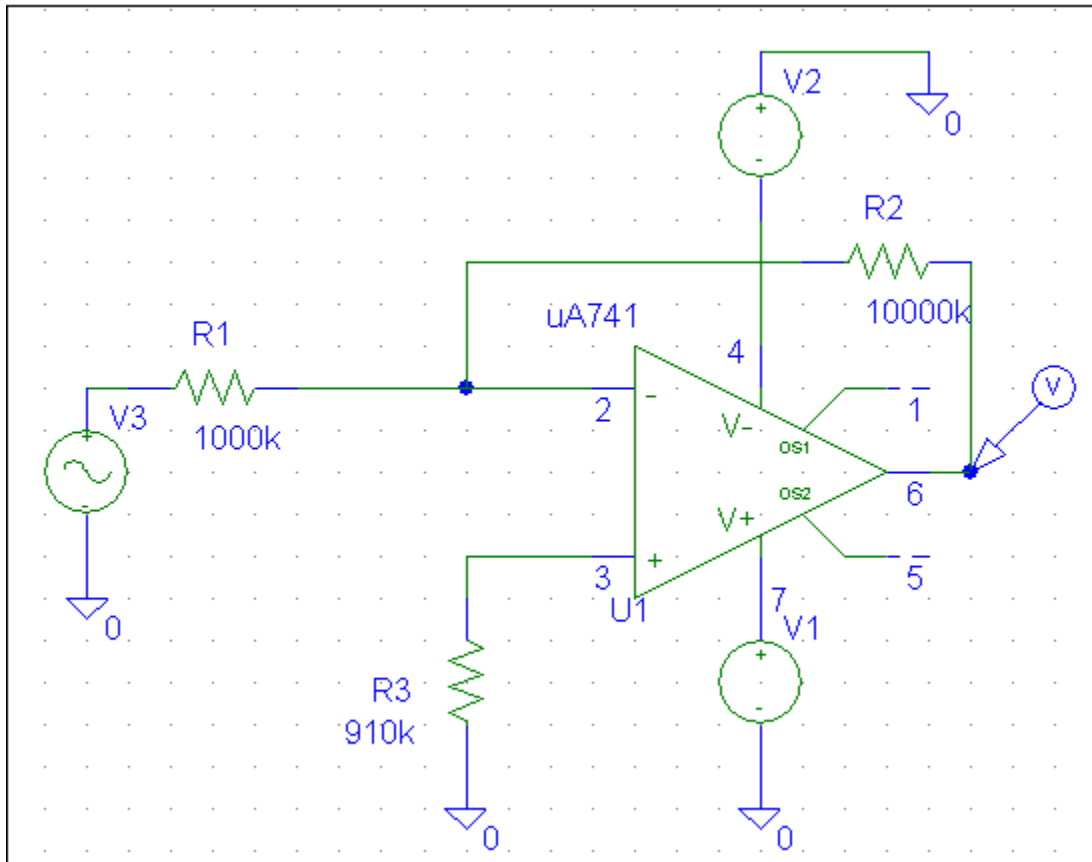 V2
+
-
0
R2
10000k
uA741
4
R1
1000k
V3
+
-
0
2
-
V-
OS1
1
V
6
OS2
V+
5
3
+
U1
7
V1
+
-
0
R3
910k
0